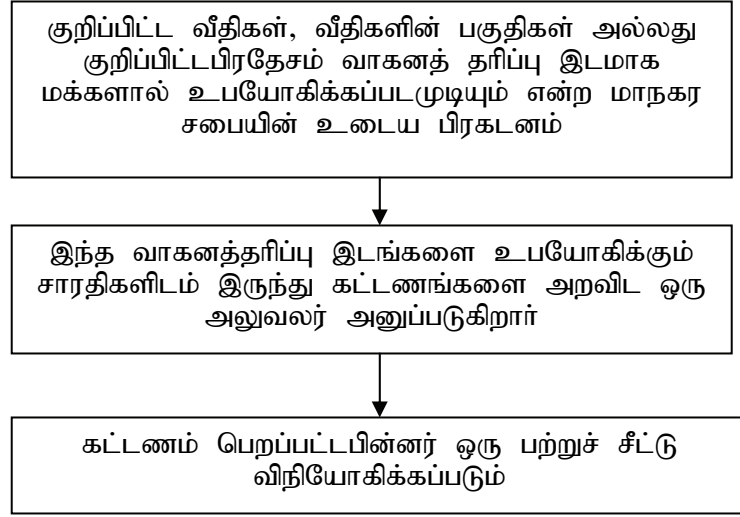 குறிப்பிட்ட வீதிகள், வீதிகளின் பகுதிகள் அல்லது
குறிப்பிட்டபிரதேசம் வாகனத் தரிப்பு இடமாக
மக்களால் உபயோகிக்கப்படமுடியும் என்ற மாநகர
சபையின் உடைய பிரகடனம்
இந்த வாகனத்தரிப்பு இடங்களை உபயோகிக்கும்
சாரதிகளிடம் இருந்து கட்டணங்களை அறவிட ஒரு
அலுவலர் அனுப்படுகிறார்
கட்டணம் பெறப்பட்டபின்னர் ஒரு பற்றுச் சீட்டு
விநியோகிக்கப்படும்